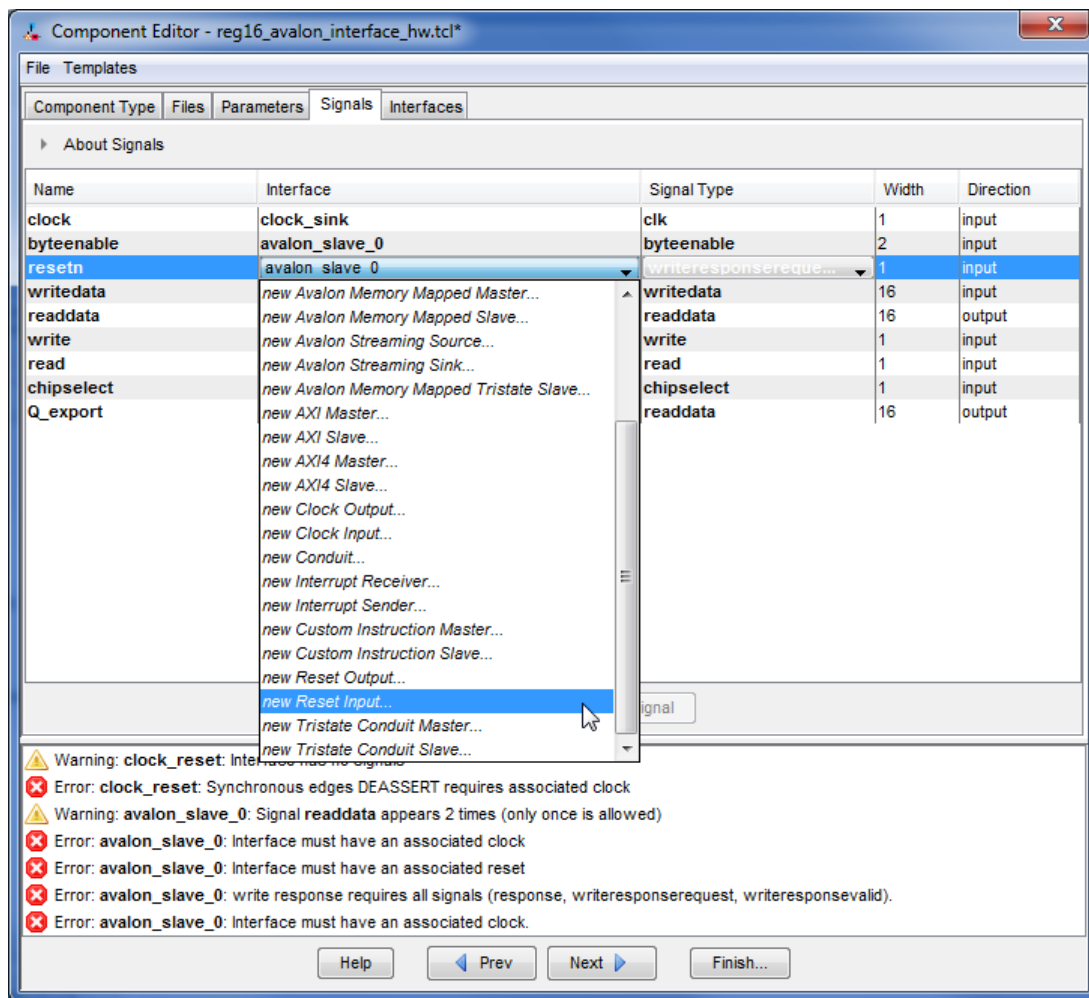 Component Editor - reg16_avalon_interface_hw.tcl*
File Templates
Component Type Files Parameters Signals Interfaces
About Signals
Name Interface Signal Type Width Direction
clock clock_sink clk 1 input
byteenable avalon_slave_0 byteenable 2 input
resetn avalon_slave_0 writeresponsereque... 1 input
writedata new Avalon Memory Mapped Master... writedata 16 input
readdata new Avalon Memory Mapped Slave... readdata 16 output
write new Avalon Streaming Source... write 1 input
read new Avalon Streaming Sink... read 1 input
chipselect new Avalon Memory Mapped Tristate Slave... chipselect 1 input
Q_export new AXI Master... readdata 16 output
new AXI Slave...
new AXI4 Master...
new AXI4 Slave...
new Clock Output...
new Clock Input...
new Conduit...
new Interrupt Receiver...
new Interrupt Sender...
new Custom Instruction Master...
new Custom Instruction Slave...
new Reset Output...
new Reset Input... ignal
new Tristate Conduit Master...
new Tristate Conduit Slave...
Warning: clock_reset: Interface has no signals
Error: clock_reset: Synchronous edges DEASSERT requires associated clock
Warning: avalon_slave_0: Signal readdata appears 2 times (only once is allowed)
Error: avalon_slave_0: Interface must have an associated clock
Error: avalon_slave_0: Interface must have an associated reset
Error: avalon_slave_0: write response requires all signals (response, writeresponserequest, writeresponsevalid).
Error: avalon_slave_0: Interface must have an associated clock.
Help Prev Next Finish...